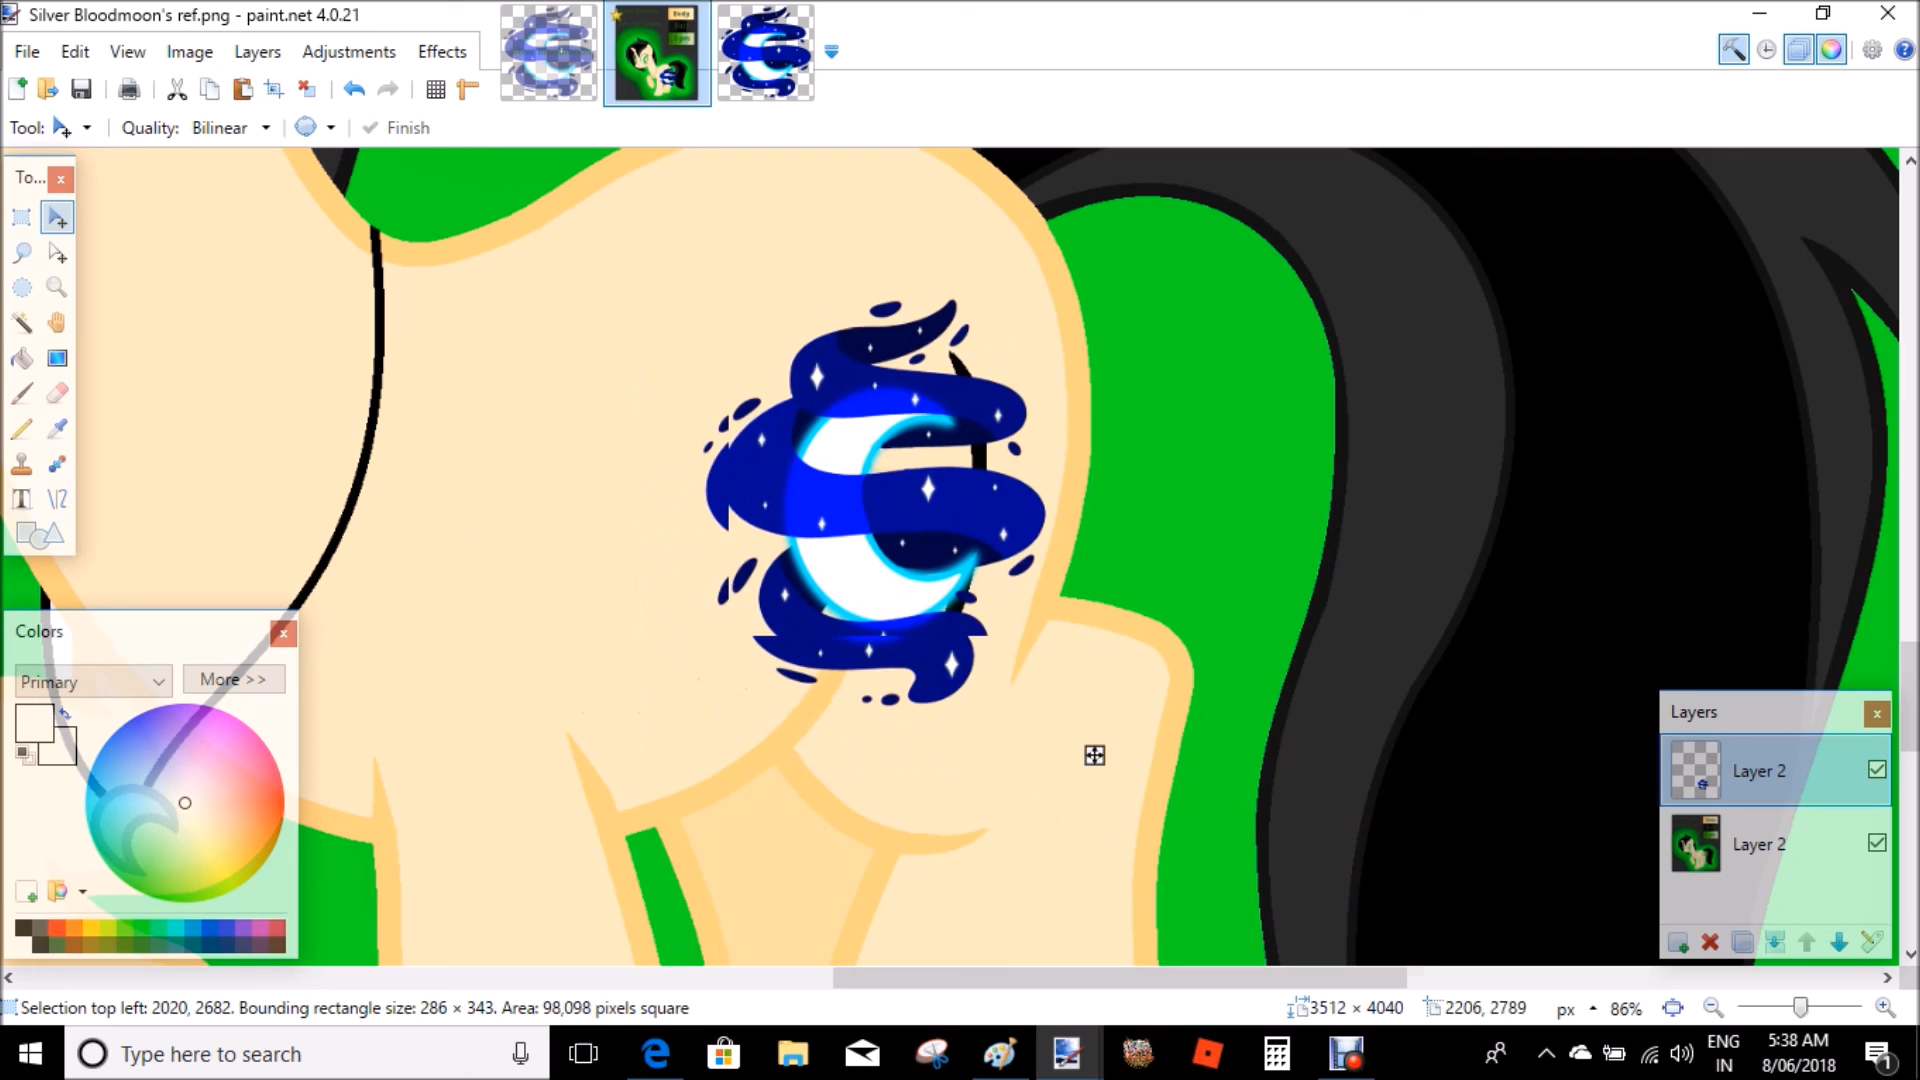 Silver Bloodmoon's ref.png - paint.net 4.0.21
File Edit View Image Layers Adjustments Effects
Tool: Quality: Bilinear Finish
To...
Colors
Primary More >>
Layers
Layer 2
Layer 2
Selection top left: 2020, 2682. Bounding rectangle size: 286 × 343. Area: 98,098 pixels square
3512 × 4040 2206, 2789 px 86%
Type here to search
ENG
IN
5:38 AM
8/06/2018
1